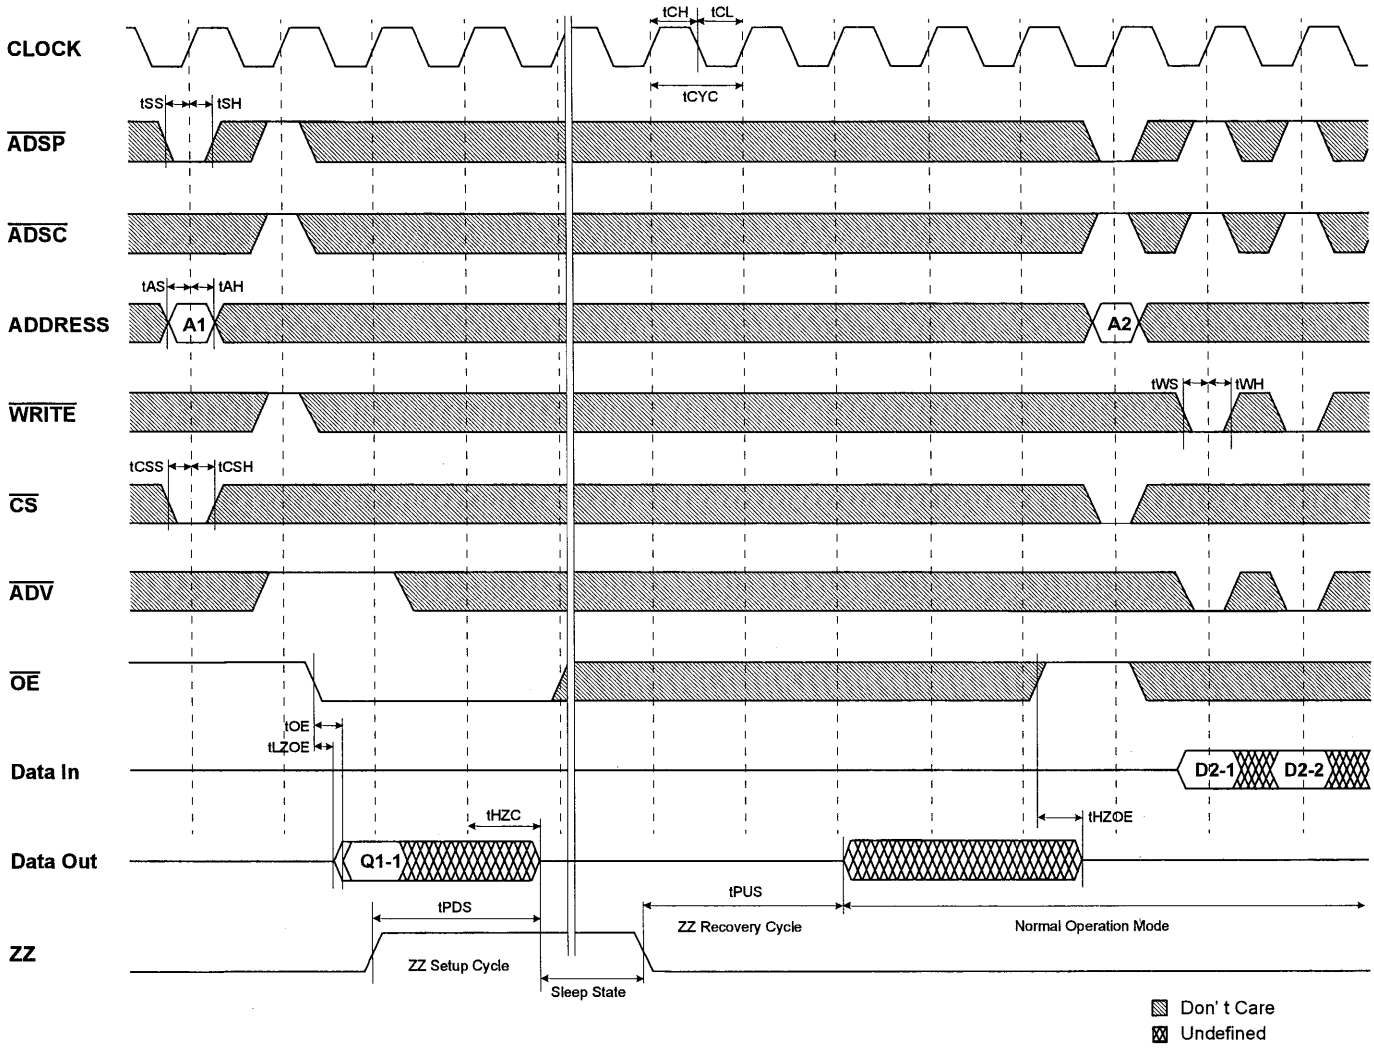 tCH tCL
CLOCK
tCYC
tSS tSH
ADSP
ADSC
tAS tAH
ADDRESS A1 A2
tWS tWH
WRITE
tCSS tCSH
CS
ADV
OE
tOE
tLZOE
Data In D2-1 D2-2
tHZC tHZOE
Data Out Q1-1
tPDS tPUS
ZZ Recovery Cycle Normal Operation Mode
ZZ
ZZ Setup Cycle
Sleep State
Don' t Care
Undefined